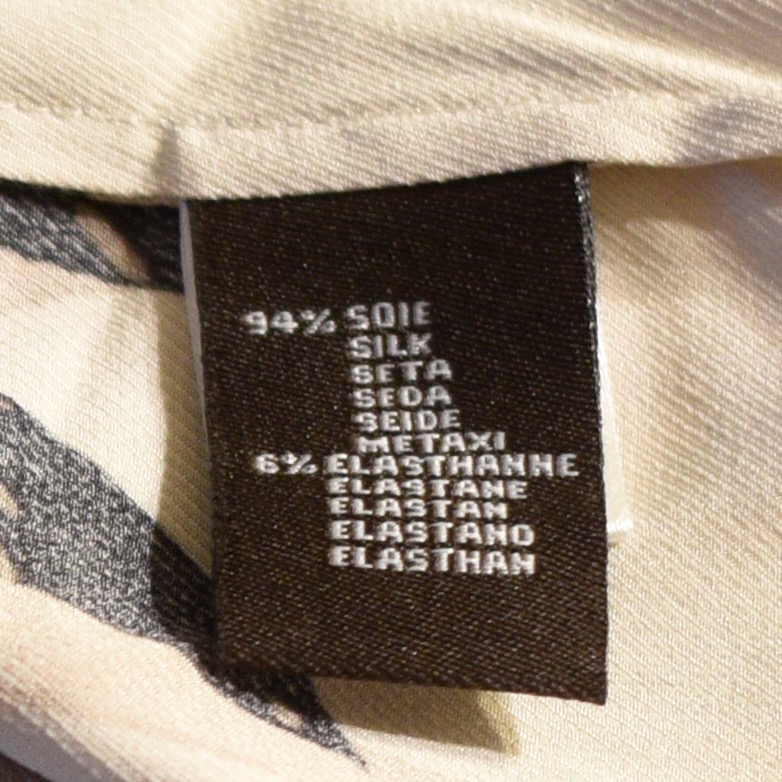 94% SOIE
SILK
SETA
SEDA
SEIDE
METAXI
6% ELASTHANNE
ELASTANE
ELASTAN
ELASTANO
ELASTHAN